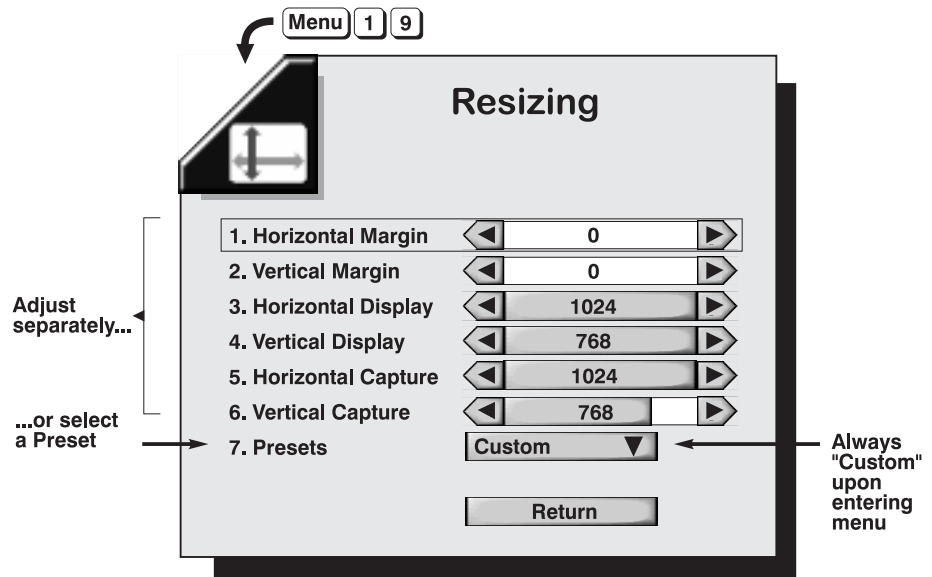 Menu 1 9
Resizing
1. Horizontal Margin 0
2. Vertical Margin 0
3. Horizontal Display 1024
4. Vertical Display 768
5. Horizontal Capture 1024
6. Vertical Capture 768
7. Presets Custom
Return
Adjust
separately...
...or select
a Preset
Always
"Custom"
upon
entering
menu